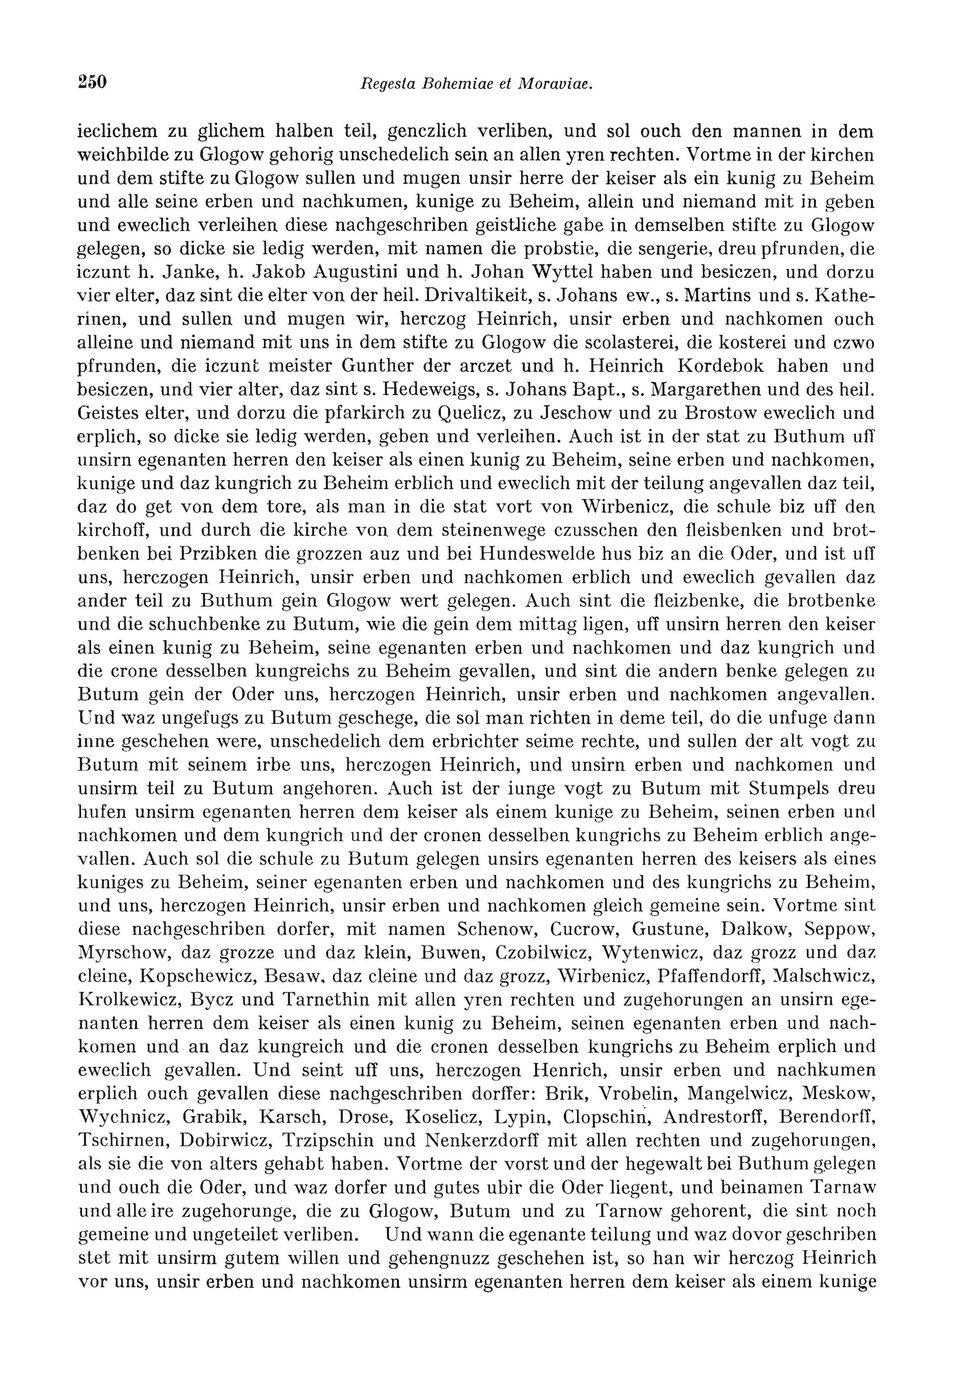 250 Regesta Bohemiae et Moraviae.
ieclichem zu glichem halben teil, genczlich verliben, und sol ouch den mannen in dem
weichbilde zu Glogow gehorig unschedelich sein an allen yren rechten. Vortme in der kirchen
und dem stifte zu Glogow sullen und mugen unsir herre der keiser als ein kunig zu Beheim
und alle seine erben und nachkumen, kunige zu Beheim, allein und niemand mit in geben
und eweclich verleihen diese nachgeschriben geistliche gabe in demselben stifte zu Glogow
gelegen, so dicke sie ledig werden, mit namen die probstie, die sengerie, dreu pfrunden, die
iczunt h. Janke, h. Jakob Augustini und h. Johan Wyttel haben und besiczen, und dorzu
vier elter, daz sint die elter von der heil. Drivaltikeit, s. Johans ew., s. Martins und s. Kathe-
rinen, und sullen und mugen wir, herczog Heinrich, unsir erben und nachkomen ouch
alleine und niemand mit uns in dem stifte zu Glogow die scolasterei, die kosterei und czwo
pfrunden, die iczunt meister Gunther der arczet und h. Heinrich Kordebok haben und
besiczen, und vier alter, daz sint s. Hedeweigs, s. Johans Bapt., s. Margarethen und des heil.
Geistes elter, und dorzu die pfarkirch zu Quelicz, zu Jeschow und zu Brostow eweclich und
erplich, so dicke sie ledig werden, geben und verleihen. Auch ist in der stat zu Buthum uff
unsirn egenanten herren den keiser als einen kunig zu Beheim, seine erben und nachkomen,
kunige und daz kungrich zu Beheim erblich und eweclich mit der teilung angevallen daz teil,
daz do get von dem tore, als man in die stat vort von Wirbenicz, die schule biz uff den
kirchoff, und durch die kirche von dem steinenwege czusschen den fleisbenken und brot-
benken bei Przibken die grozzen auz und bei Hundeswelde hus biz an die Oder, und ist uff
uns, herczogen Heinrich, unsir erben und nachkomen erblich und eweclich gevallen daz
ander teil zu Buthum gein Glogow wert gelegen. Auch sint die fleizbenke, die brotbenke
und die schuchbenke zu Butum, wie die gein dem mittag ligen, uff unsirn herren den keiser
als einen kunig zu Beheim, seine egenanten erben und nachkomen und daz kungrich und
die crone desselben kungreichs zu Beheim gevallen, und sint die andern benke gelegen zu
Butum gein der Oder uns, herczogen Heinrich, unsir erben und nachkomen angevallen.
Und waz ungefugs zu Butum geschege, die sol man richten in deme teil, do die unfuge dann
inne geschehen were, unschedelich dem erbrichter seime rechte, und sullen der alt vogt zu
Butum mit seinem irbe uns, herczogen Heinrich, und unsirn erben und nachkomen und
unsirm teil zu Butum angehoren. Auch ist der iunge vogt zu Butum mit Stumpels dreu
hufen unsirm egenanten herren dem keiser als einem kunige zu Beheim, seinen erben und
nachkomen und dem kungrich und der cronen desselben kungrichs zu Beheim erblich ange-
vallen. Auch sol die schule zu Butum gelegen unsirs egenanten herren des keisers als eines
kuniges zu Beheim, seiner egenanten erben und nachkomen und des kungrichs zu Beheim,
und uns, herczogen Heinrich, unsir erben und nachkomen gleich gemeine sein. Vortme sint
diese nachgeschriben dorfer, mit namen Schenow, Cucrow, Gustune, Dalkow, Seppow,
Myrschow, daz grozze und daz klein, Buwen, Czobilwicz, Wytenwicz, daz grozz und daz
cleine, Kopschewicz, Besaw, daz cleine und daz grozz, Wirbenicz, Pfaffendorff, Malschwicz,
Krolkewicz, Bycz und Tarnethin mit allen yren rechten und zugehorungen an unsirn ege-
nanten herren dem keiser als einen kunig zu Beheim, seinen egenanten erben und nach-
komen und an daz kungreich und die cronen desselben kungrichs zu Beheim erplich und
eweclich gevallen. Und seint uff uns, herczogen Henrich, unsir erben und nachkumen
erplich ouch gevallen diese nachgeschriben dorffer: Brik, Vrobelin, Mangelwicz, Meskow,
Wychnicz, Grabik, Karsch, Drose, Koselicz, Lypin, Clopschin, Andrestorff, Berendorff,
Tschirnen, Dobirwicz, Trzipschin und Nenkerzdorff mit allen rechten und zugehorungen,
als sie die von alters gehabt haben. Vortme der vorst und der hegewalt bei Buthum gelegen
und ouch die Oder, und waz dorfer und gutes ubir die Oder liegent, und beinamen Tarnaw
und alle ire zugehorunge, die zu Glogow, Butum und zu Tarnow gehorent, die sint noch
gemeine und ungeteilet verliben. Und wann die egenante teilung und waz dovor geschriben
stet mit unsirm gutem willen und gehengnuzz geschehen ist, so han wir herczog Heinrich
vor uns, unsir erben und nachkomen unsirm egenanten herren dem keiser als einem kunige